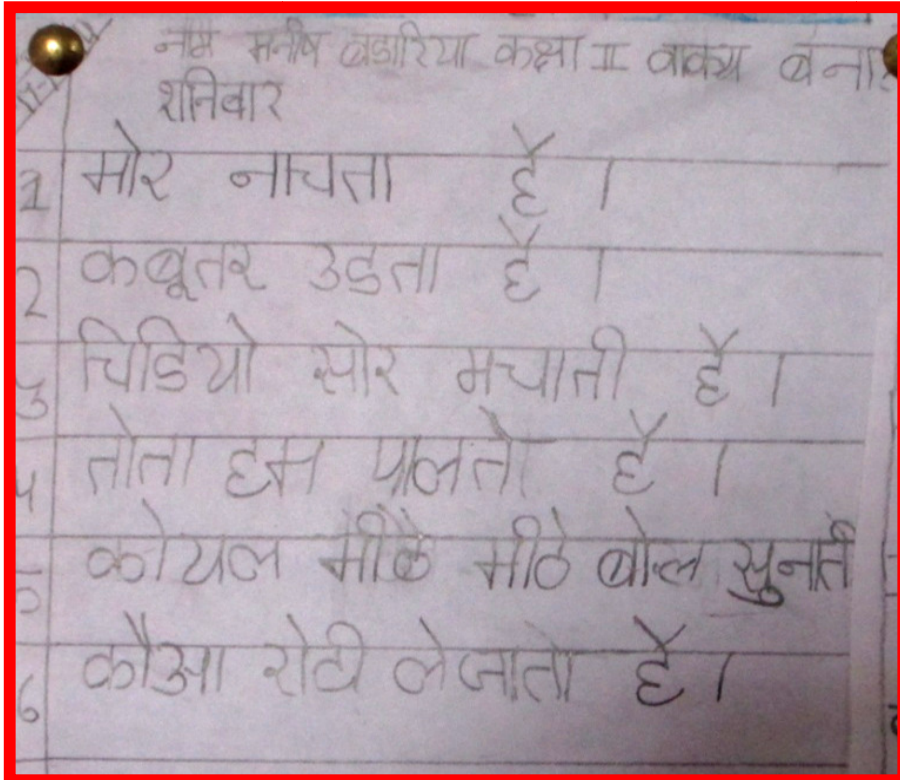 नाम मनीष बडारिया कक्षा II वाक्य बनाए
शनिवार
1 मोर नाचता है ।
2 कबूतर उडता है ।
3 चिडियो सोर मचाती है ।
4 तोता हम पालते है ।
5 कोयल मीठे मीठे बोल सुनाते
6 कौआ रोटी लेजाता है ।